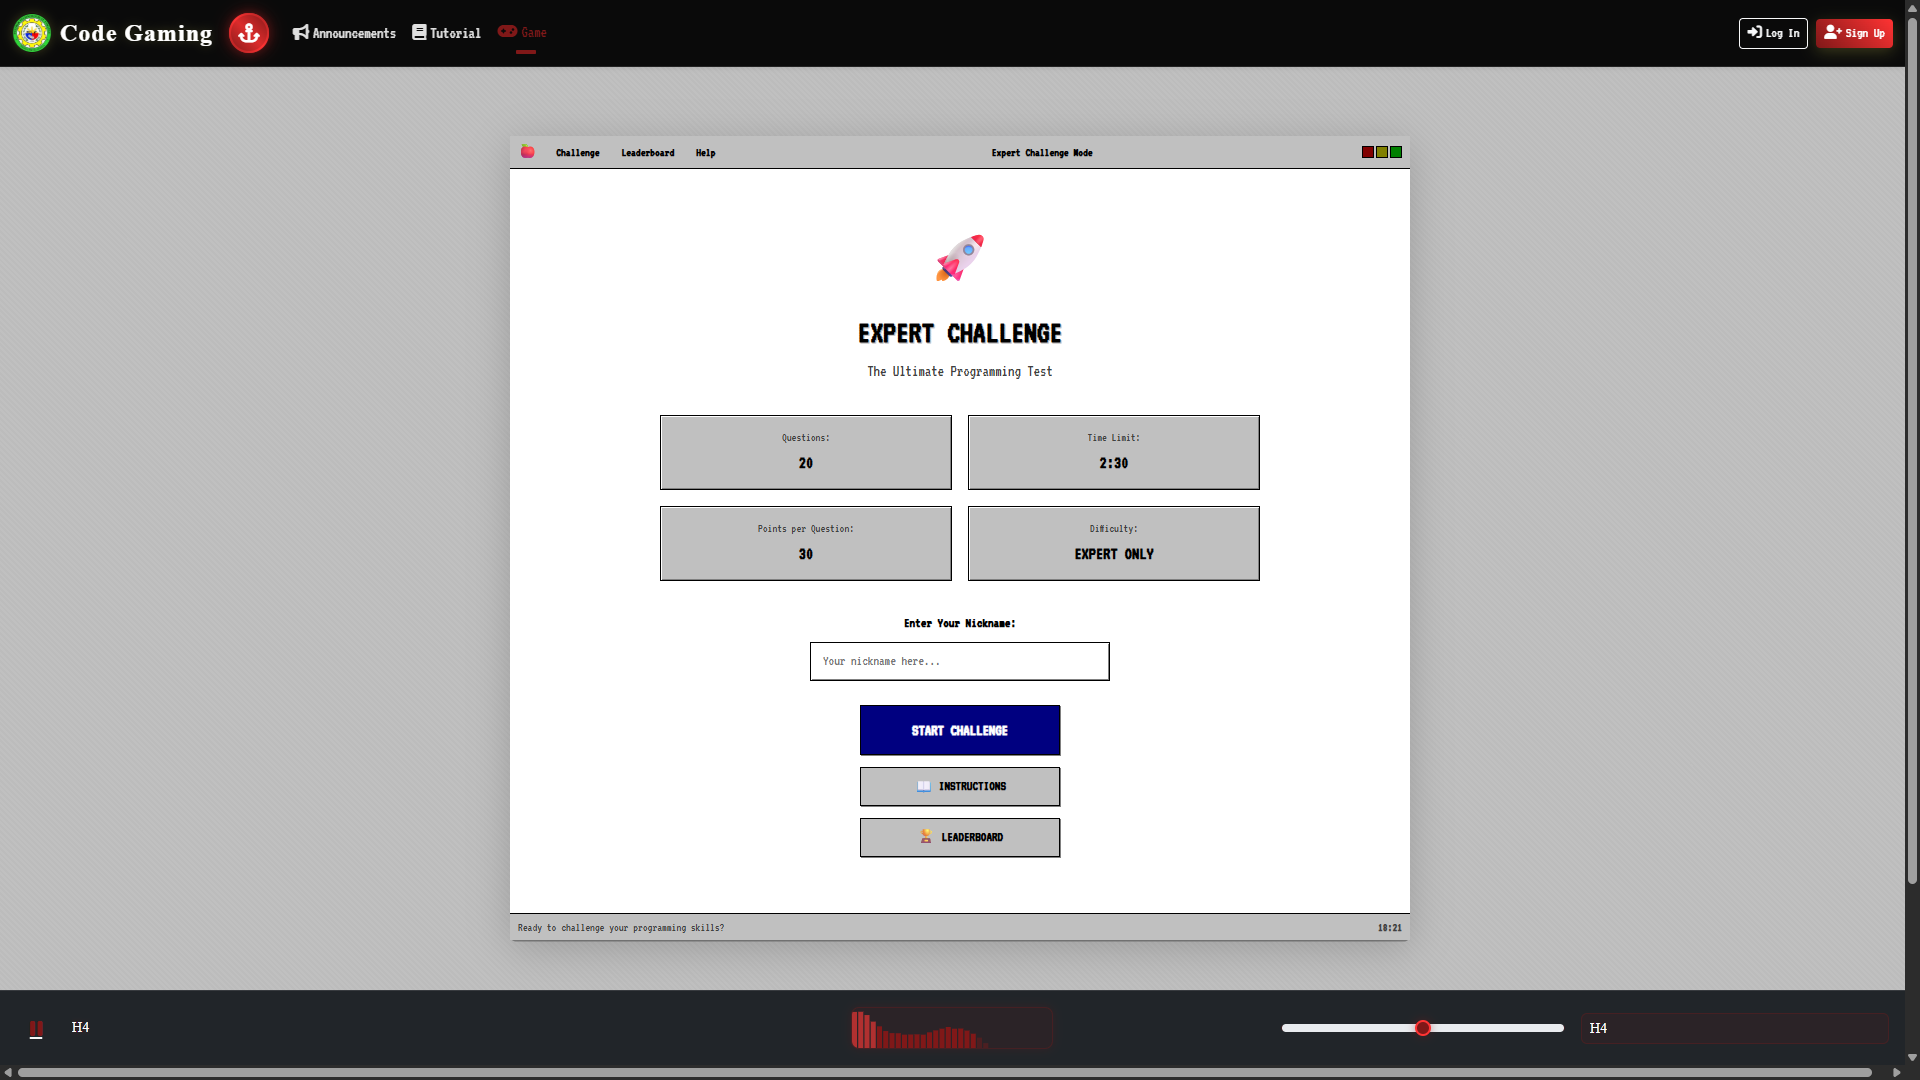 Code Gaming
Announcements
Tutorial
Game
Log In
Sign Up
Challenge
Leaderboard
Help
Expert Challenge Mode
EXPERT CHALLENGE
The Ultimate Programming Test
Questions:
20
Time Limit:
2:30
Points per Question:
30
Difficulty:
EXPERT ONLY
Enter Your Nickname:
Your nickname here...
START CHALLENGE
INSTRUCTIONS
LEADERBOARD
Ready to challenge your programming skills?
18:21
H4
H4